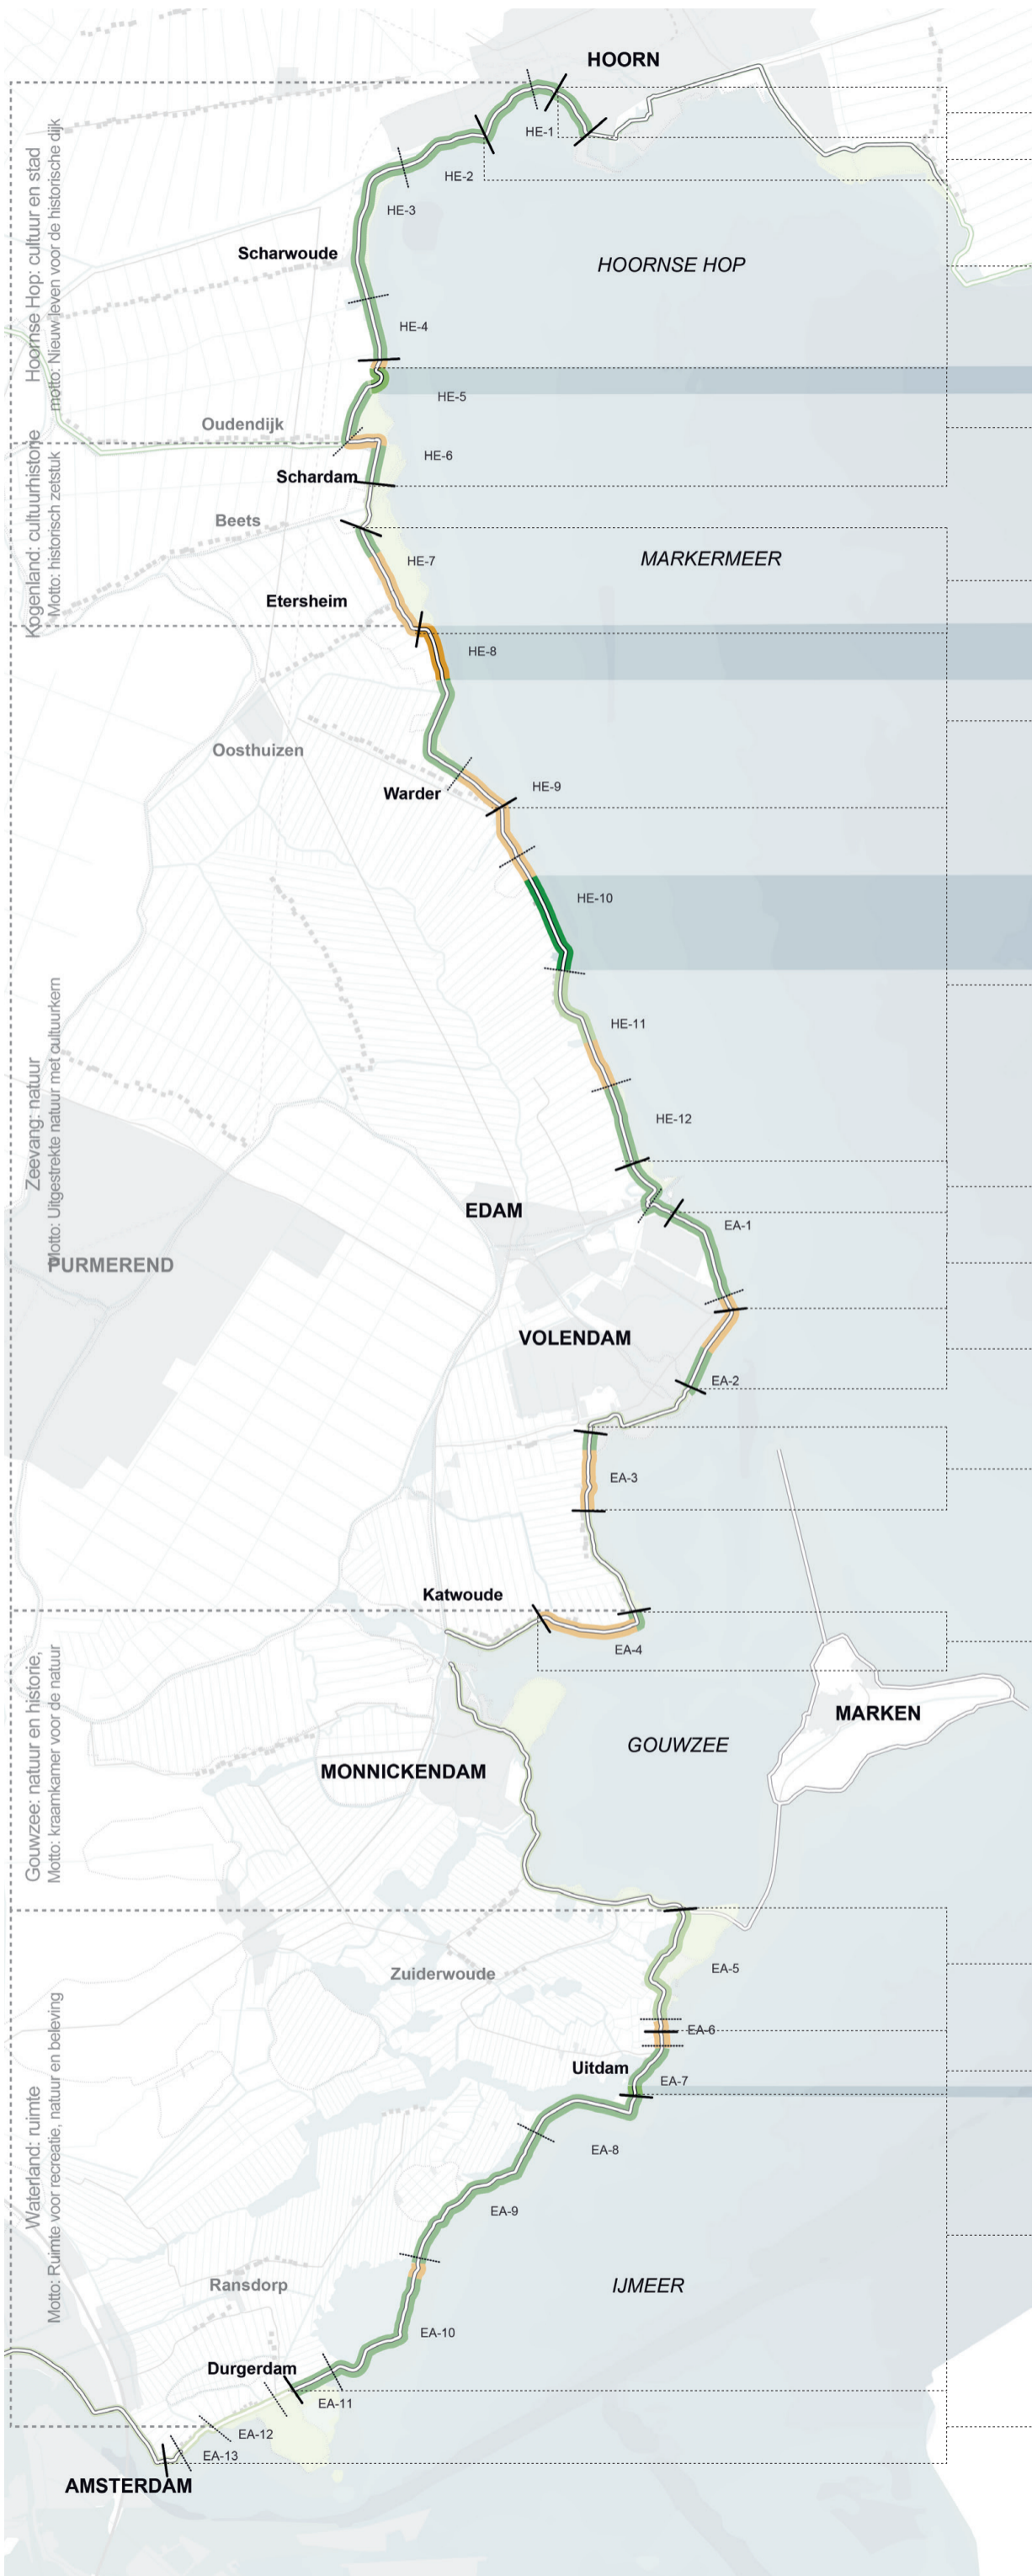 HOORN
HE-1
HE-2
HE-3
Scharwoude
HOORNSE HOP
HE-4
HE-5
Oudendijk
HE-6
Schardam
Beets
MARKERMEER
HE-7
Etersheim
HE-8
Oosthuizen
Warder
HE-9
HE-10
HE-11
HE-12
EDAM
EA-1
PURMEREND
VOLENDAM
EA-2
EA-3
Katwoude
EA-4
MARKEN
GOUWZEE
MONNICKENDAM
EA-5
Zuiderwoude
EA-6
Uitdam
EA-7
EA-8
EA-9
Ransdorp
IJMEER
EA-10
Durgerdam
EA-11
EA-12
EA-13
AMSTERDAM
Hoornse Hop: cultuur en stad
motto: Nieuw leven voor de historische dijk
Kogenland: cultuurhistorie
Motto: historisch zetstuk
Zeevang: natuur
Motto: Uitgestrekte natuur met cultuurkern
Gouwzee: natuur en historie,
Motto: kraamkamer voor de natuur
Waterland: ruimte
Motto: Ruimte voor recreatie, natuur en beleving